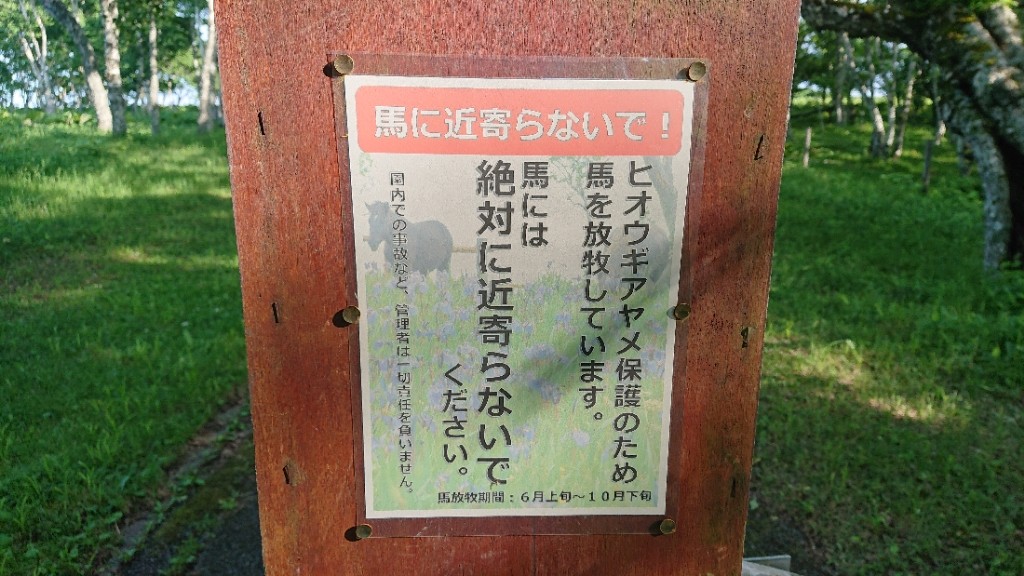 馬に近寄らないで！
ヒオウギアヤメ保護のため
馬を放牧しています。
馬には
絶対に近寄らないで
ください。
園内での事故など、管理者は一切責任を負いません。
馬放牧期間：６月上旬～１０月下旬